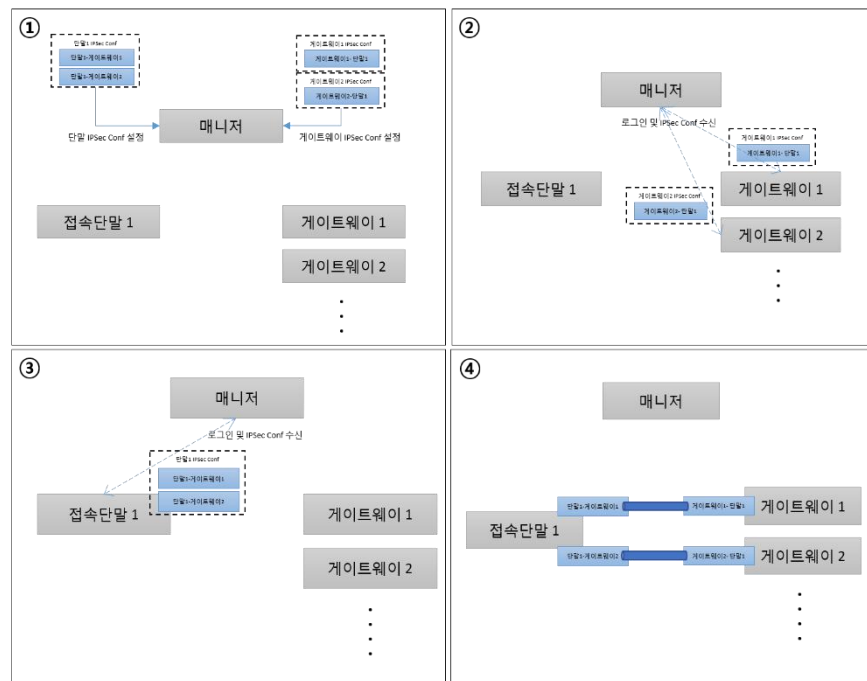 ①
단말1 IPSec Conf
단말1-게이트웨이1
단말1-게이트웨이2
게이트웨이1 IPSec Conf
게이트웨이1- 단말1
게이트웨이2 IPSec Conf
게이트웨이2-단말1
매니저
단말 IPSec Conf 설정
게이트웨이 IPSec Conf 설정
접속단말 1
게이트웨이 1
게이트웨이 2
②
매니저
로그인 및 IPSec Conf 수신
게이트웨이1 IPSec Conf
게이트웨이1- 단말1
접속단말 1
게이트웨이 1
게이트웨이2 IPSec Conf
게이트웨이2-단말1
게이트웨이 2
③
매니저
로그인 및 IPSec Conf 수신
단말1 IPSec Conf
단말1-게이트웨이1
단말1-게이트웨이2
접속단말 1
게이트웨이 1
게이트웨이 2
④
매니저
단말1-게이트웨이1
게이트웨이1- 단말1
게이트웨이 1
접속단말 1
단말1-게이트웨이2
게이트웨이2- 단말1
게이트웨이 2